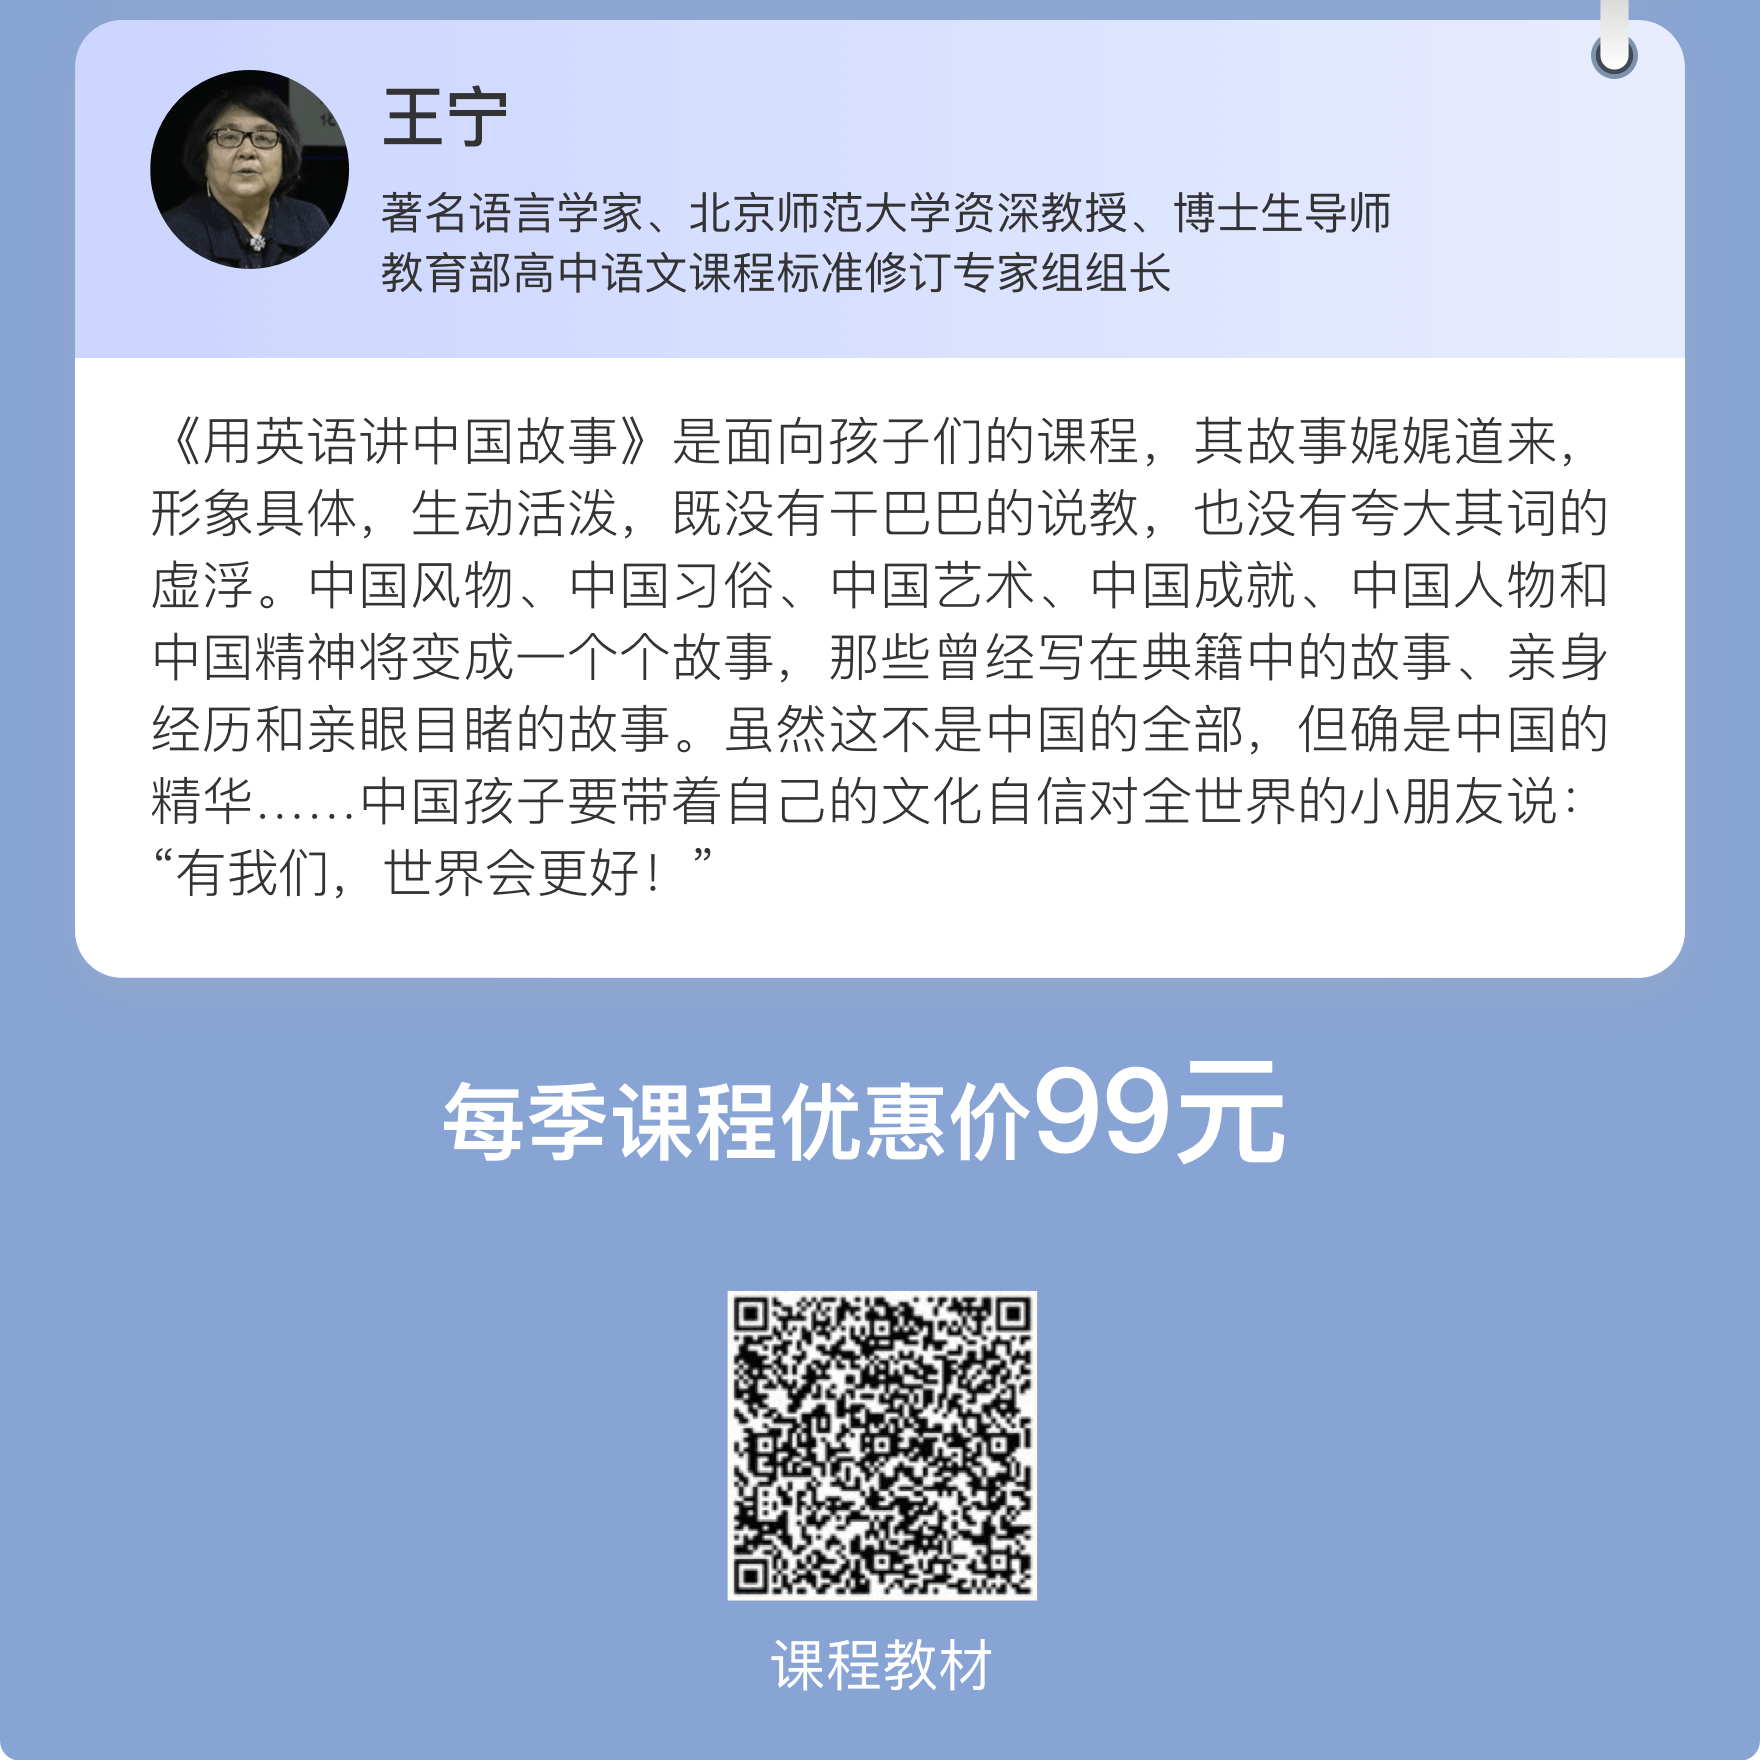 王宁
著名语言学家、北京师范大学资深教授、博士生导师
教育部高中语文课程标准修订专家组组长
《用英语讲中国故事》是面向孩子们的课程，其故事娓娓道来，
形象具体，生动活泼，既没有干巴巴的说教，也没有夸大其词的
虚浮。中国风物、中国习俗、中国艺术、中国成就、中国人物和
中国精神将变成一个个故事，那些曾经写在典籍中的故事、亲身
经历和亲眼目睹的故事。虽然这不是中国的全部，但确是中国的
精华……中国孩子要带着自己的文化自信对全世界的小朋友说：
“有我们，世界会更好！”
每季课程优惠价99元
课程教材